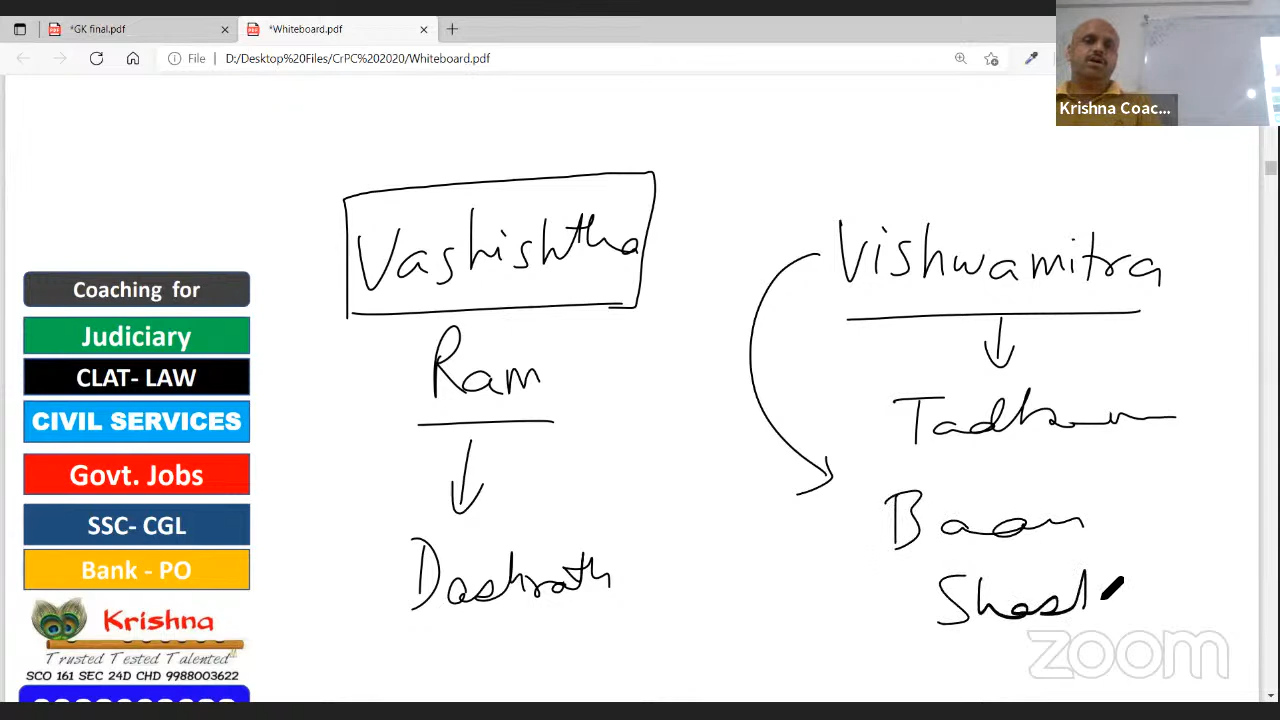 *GK final.pdf
*Whiteboard.pdf
File D:/Desktop%20Files/CrPC%202020/Whiteboard.pdf
Krishna Coac...
Vashishtha
Ram
Dashrath
Vishwamitra
Baan
Coaching for
Judiciary
CLAT- LAW
CIVIL SERVICES
Govt. Jobs
SSC- CGL
Bank - PO
Krishna
Trusted Tested Talented
SCO 161 SEC 24D CHD 9988003622
zoom